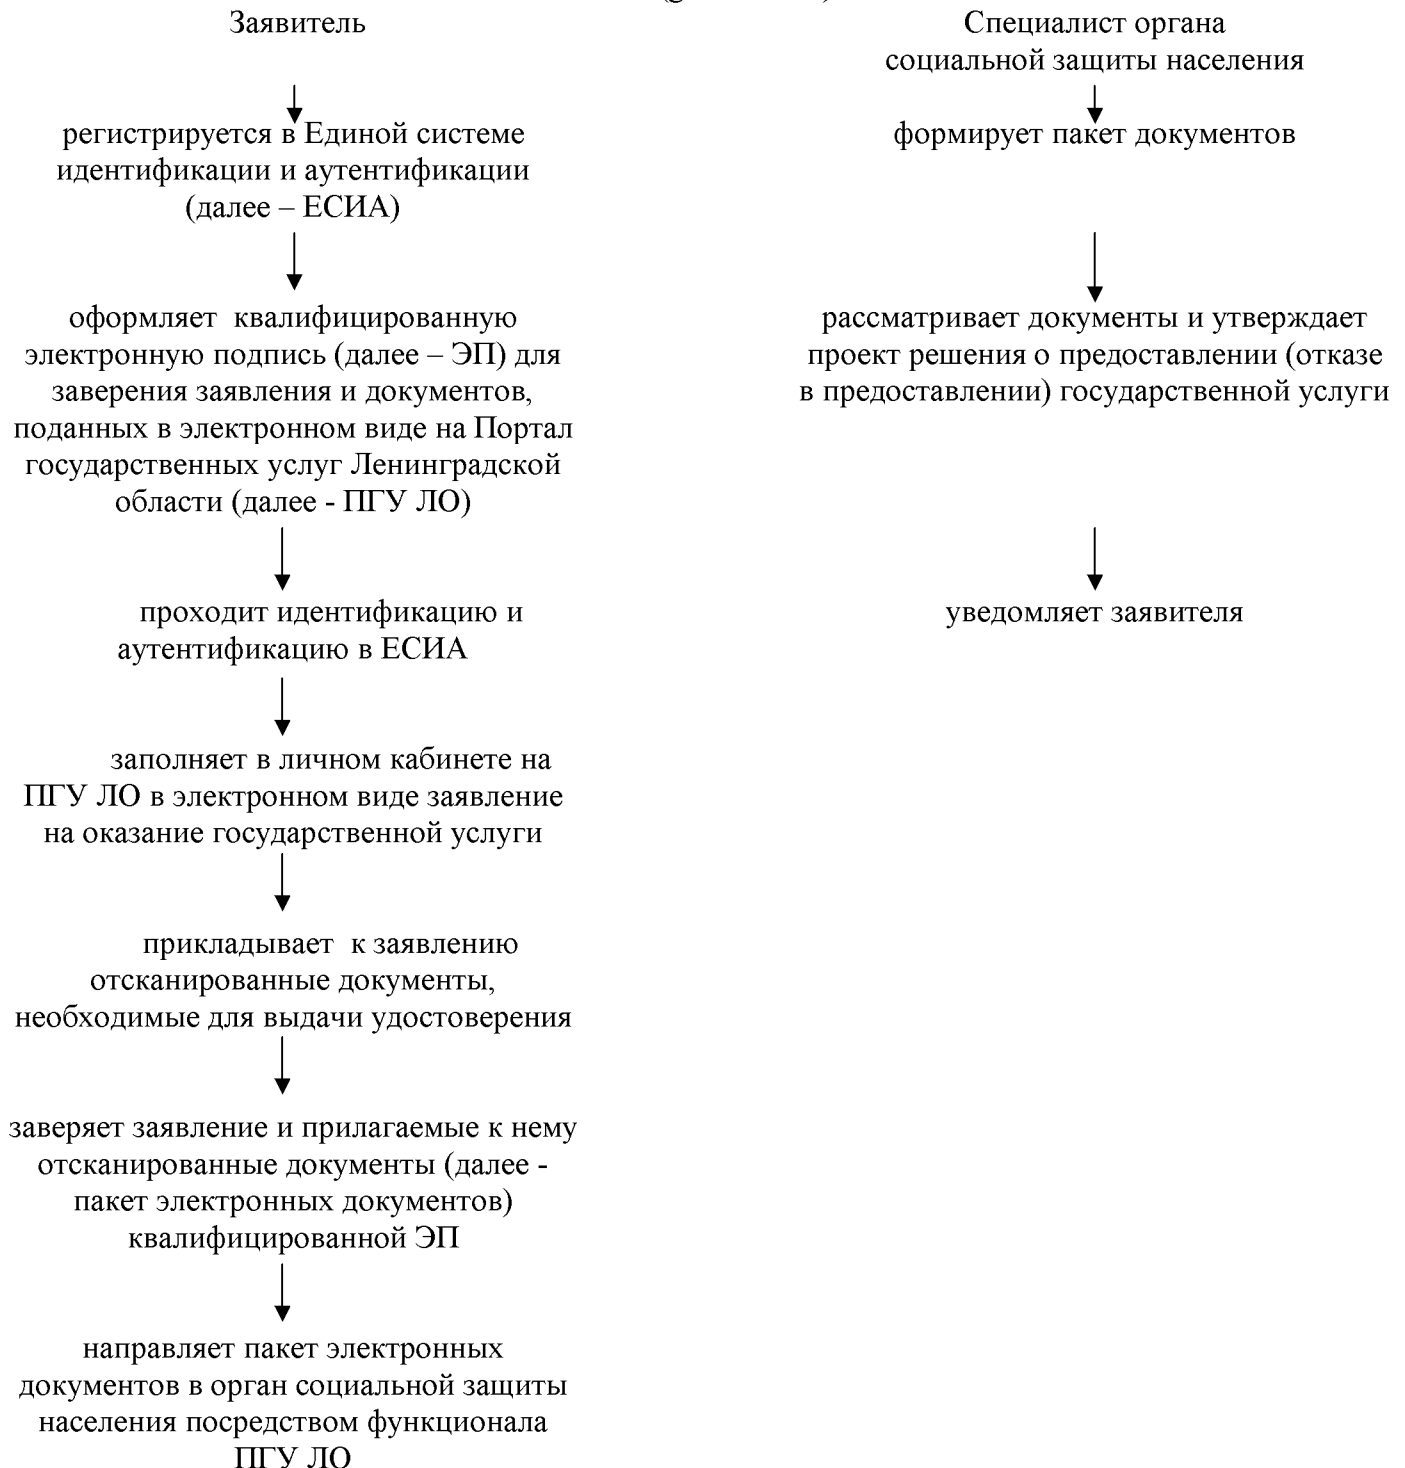 Заявитель
регистрируется в Единой системе
идентификации и аутентификации
(далее – ЕСИА)
оформляет квалифицированную
электронную подпись (далее – ЭП) для
заверения заявления и документов,
поданных в электронном виде на Портал
государственных услуг Ленинградской
области (далее - ПГУ ЛО)
проходит идентификацию и
аутентификацию в ЕСИА
заполняет в личном кабинете на
ПГУ ЛО в электронном виде заявление
на оказание государственной услуги
прикладывает к заявлению
отсканированные документы,
необходимые для выдачи удостоверения
заверяет заявление и прилагаемые к нему
отсканированные документы (далее -
пакет электронных документов)
квалифицированной ЭП
направляет пакет электронных
документов в орган социальной защиты
населения посредством функционала
ПГУ ЛО
Специалист органа
социальной защиты населения
формирует пакет документов
рассматривает документы и утверждает
проект решения о предоставлении (отказе
в предоставлении) государственной услуги
уведомляет заявителя